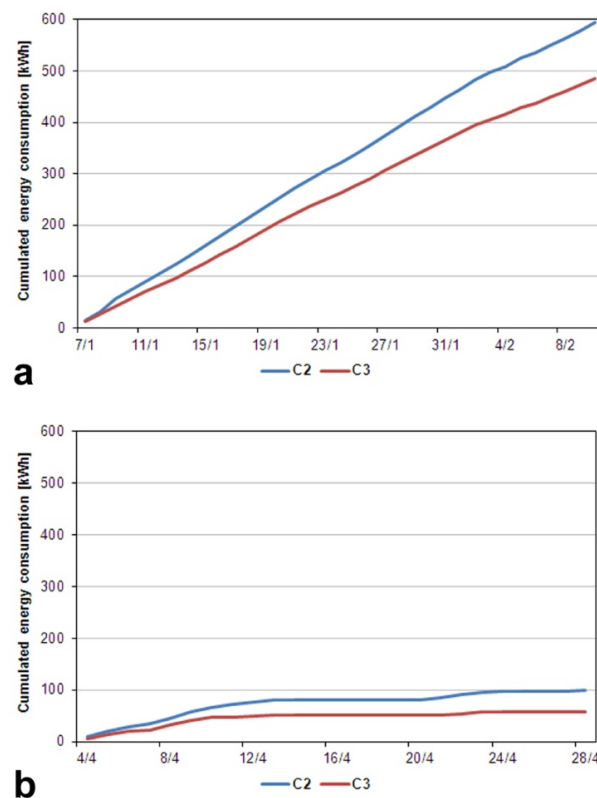 600
500
400
300
200
100
0
Cumulated energy consumption [kWh]
7/1 11/1 15/1 19/1 23/1 27/1 31/1 4/2 8/2
C2 C3
a
600
500
400
300
200
100
0
Cumulated energy consumption [kWh]
4/4 8/4 12/4 16/4 20/4 24/4 28/4
C2 C3
b